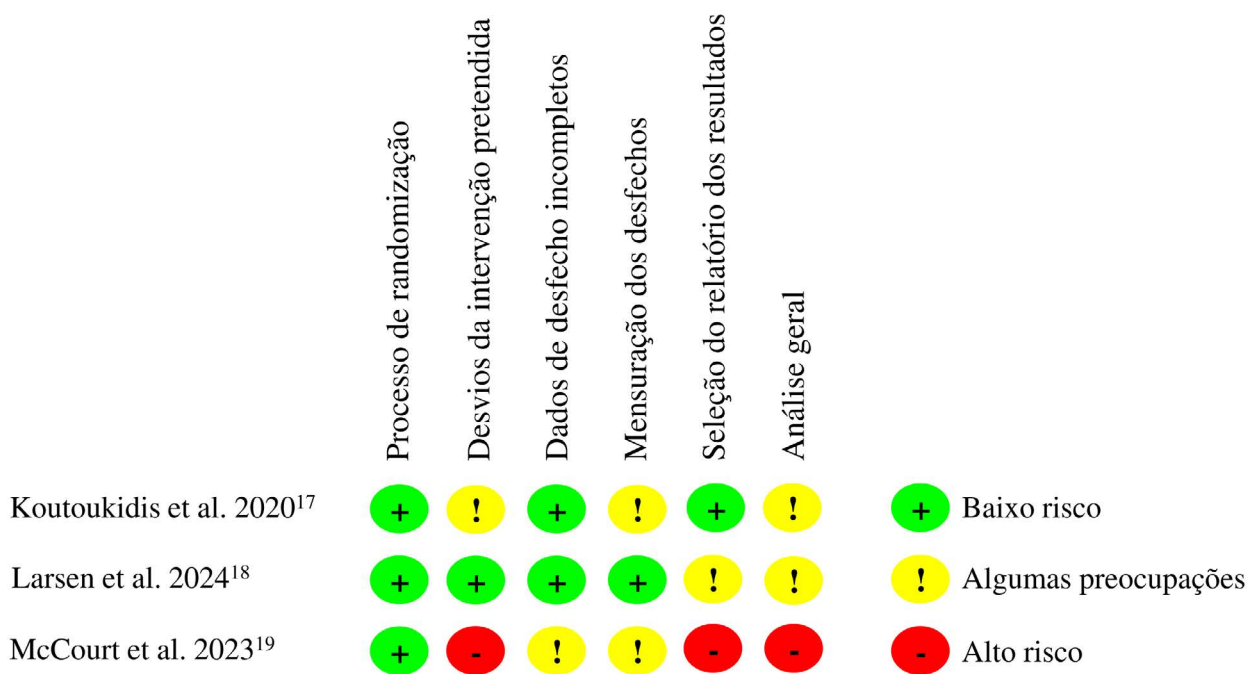 Processo de randomização
Desvios da intervenção pretendida
Dados de desfecho incompletos
Mensuração dos desfechos
Seleção do relatório dos resultados
Análise geral
Koutoukidis et al. 2020¹⁷ + ! + ! + ! + Baixo risco
Larsen et al. 2024¹⁸ + + + + ! ! ! Algumas preocupações
McCourt et al. 2023¹⁹ + - ! ! - - - Alto risco